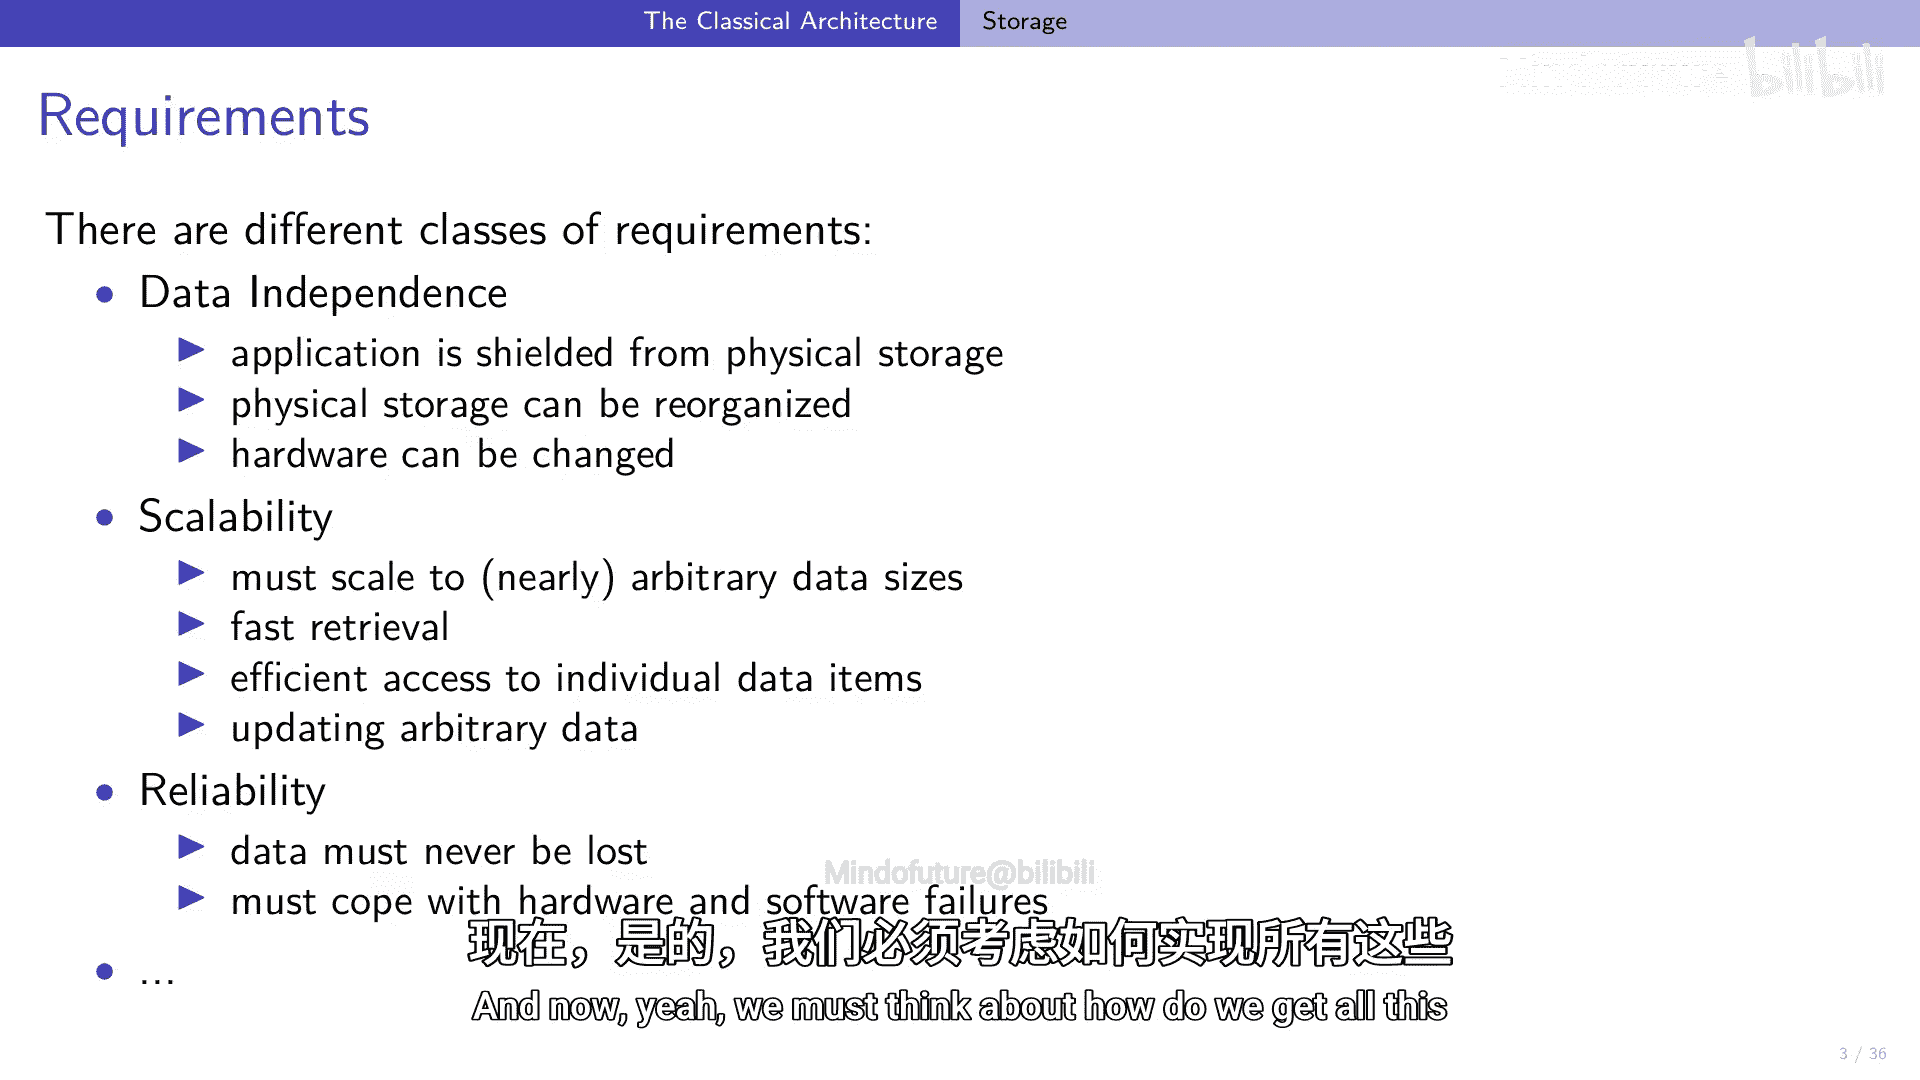 The Classical Architecture
Storage
bilibili
Requirements
There are different classes of requirements:
• Data Independence
▶ application is shielded from physical storage
▶ physical storage can be reorganized
▶ hardware can be changed
• Scalability
▶ must scale to (nearly) arbitrary data sizes
▶ fast retrieval
▶ efficient access to individual data items
▶ updating arbitrary data
• Reliability
▶ data must never be lost
Mindofuture@bilibili
▶ must cope with hardware and software failures
现在，是的，我们必须考虑如何实现所有这些
• ...
And now, yeah, we must think about how do we get all this
3 / 36